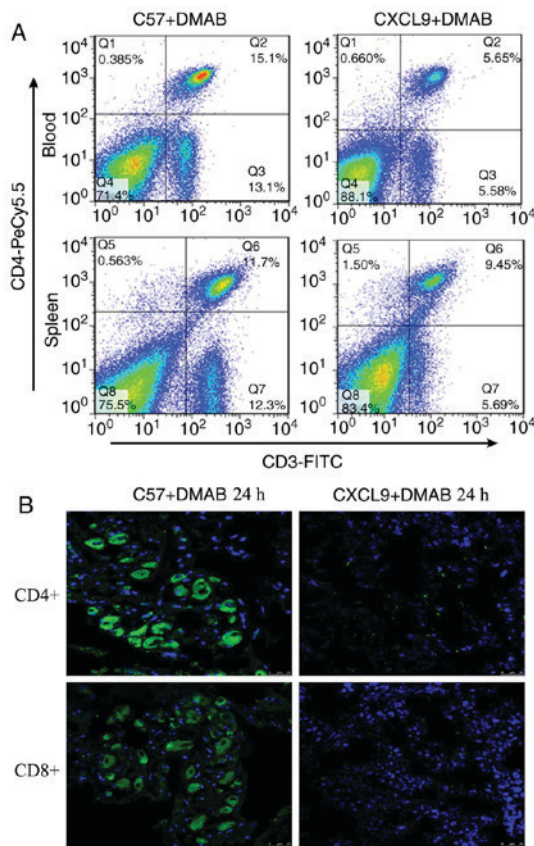 A
C57+DMAB
CXCL9+DMAB
CD4-PeCy5.5
Blood
Q1
0.385%
Q2
15.1%
Q4
71.4%
Q3
13.1%
10⁴
10³
10²
10¹
10⁰
10⁰ 10¹ 10² 10³ 10⁴
Q1
0.660%
Q2
5.65%
Q4
88.1%
Q3
5.58%
10⁴
10³
10²
10¹
10⁰
10⁰ 10¹ 10² 10³ 10⁴
Spleen
Q5
0.563%
Q6
11.7%
Q8
75.5%
Q7
12.3%
10⁴
10³
10²
10¹
10⁰
10⁰ 10¹ 10² 10³ 10⁴
Q5
1.50%
Q6
9.45%
Q8
83.4%
Q7
5.69%
10⁴
10³
10²
10¹
10⁰
10⁰ 10¹ 10² 10³ 10⁴
CD3-FITC
B
C57+DMAB 24 h
CXCL9+DMAB 24 h
CD4+
CD8+